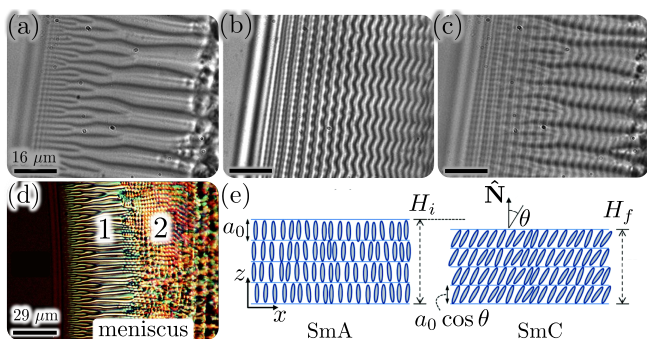 (a)
(b)
(c)
16 μm
(d)
1
2
29 μm
meniscus
(e)
a₀
z
x
SmA
H_i
N̂
θ
H_f
a₀ cos θ
SmC